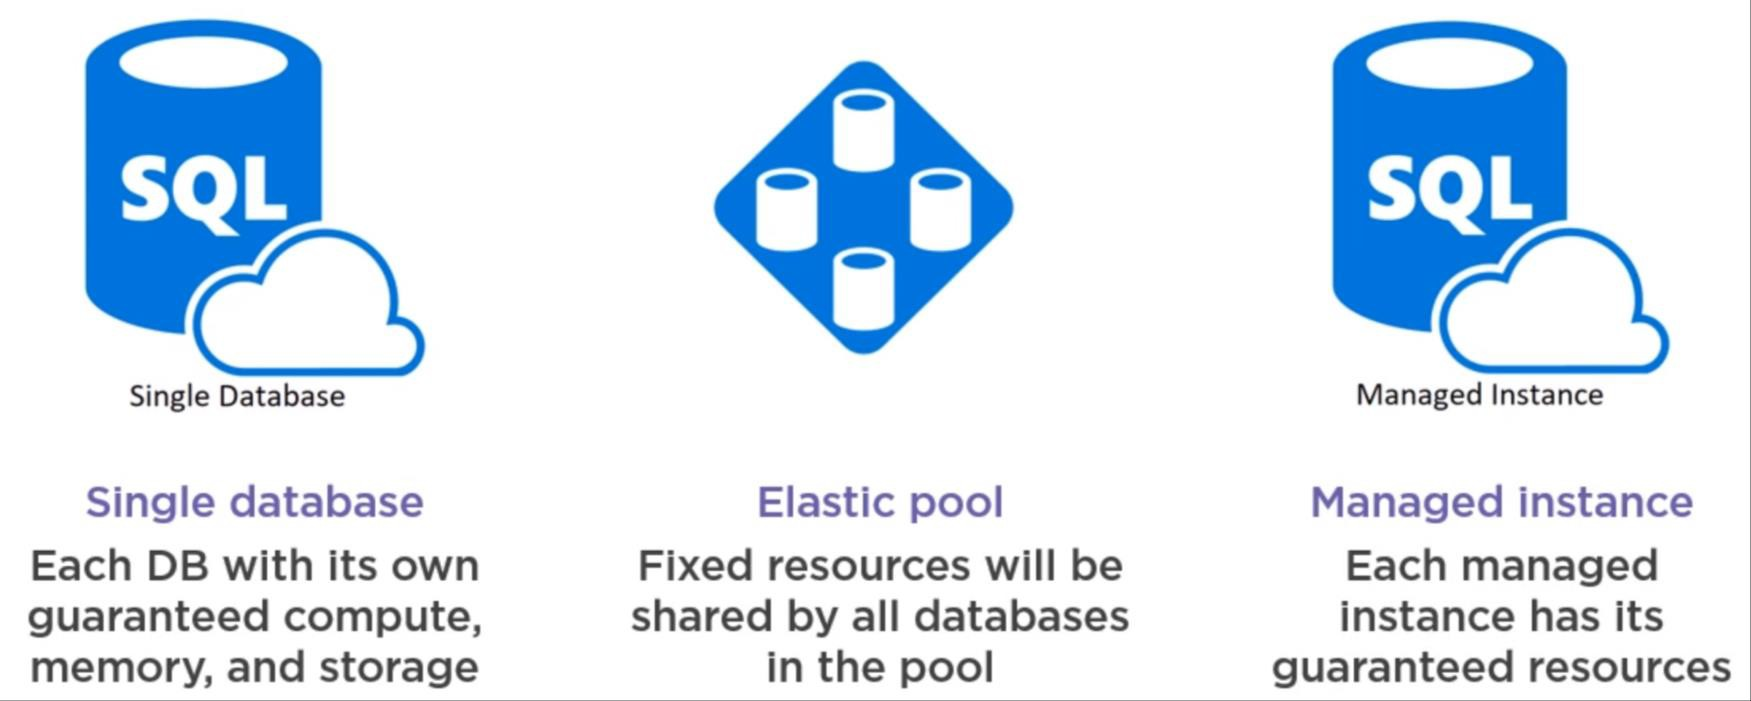 SQL
Single Database
Single database
Each DB with its own
guaranteed compute,
memory, and storage
Elastic pool
Fixed resources will be
shared by all databases
in the pool
SQL
Managed Instance
Managed instance
Each managed
instance has its
guaranteed resources